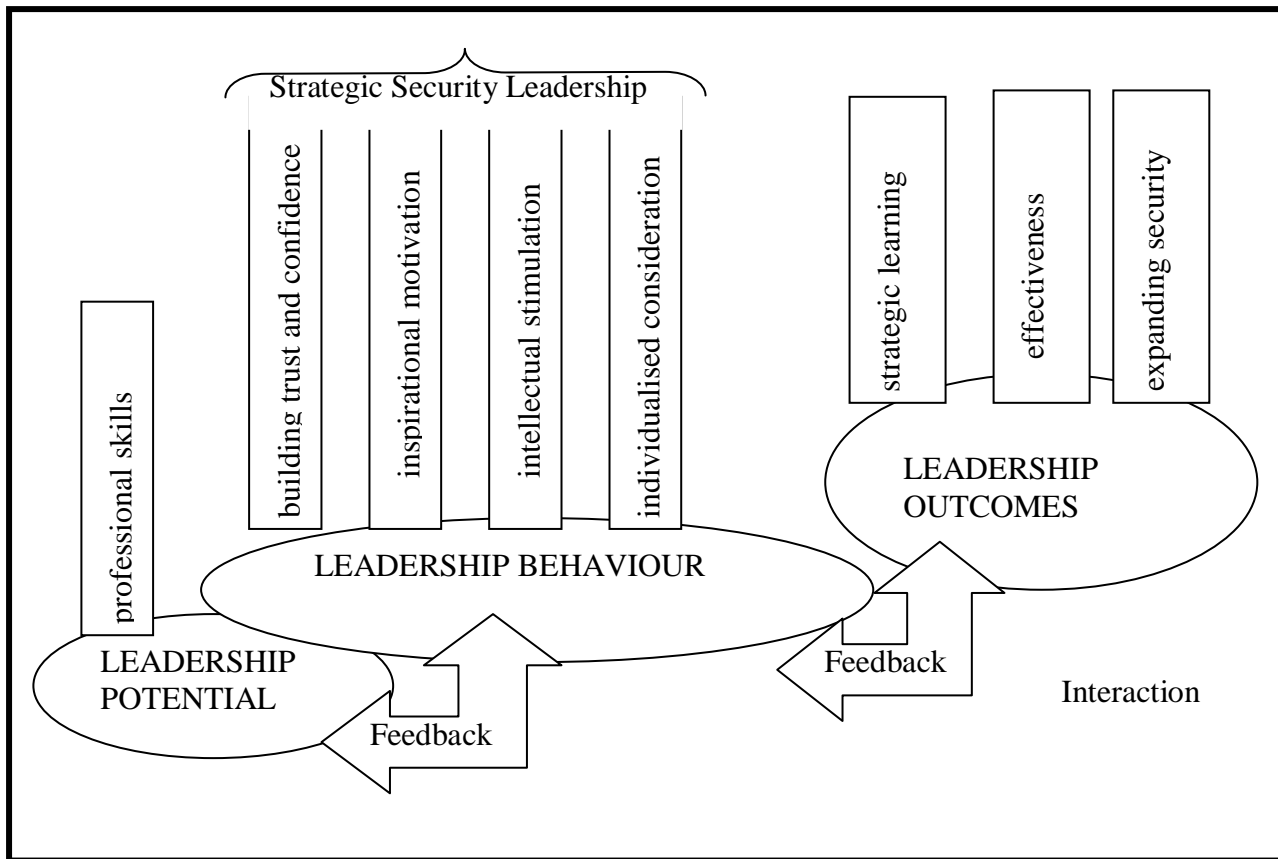 Strategic Security Leadership
professional skills
building trust and confidence
inspirational motivation
intellectual stimulation
individualised consideration
strategic learning
effectiveness
expanding security
LEADERSHIP
POTENTIAL
LEADERSHIP BEHAVIOUR
LEADERSHIP
OUTCOMES
Feedback
Feedback
Interaction